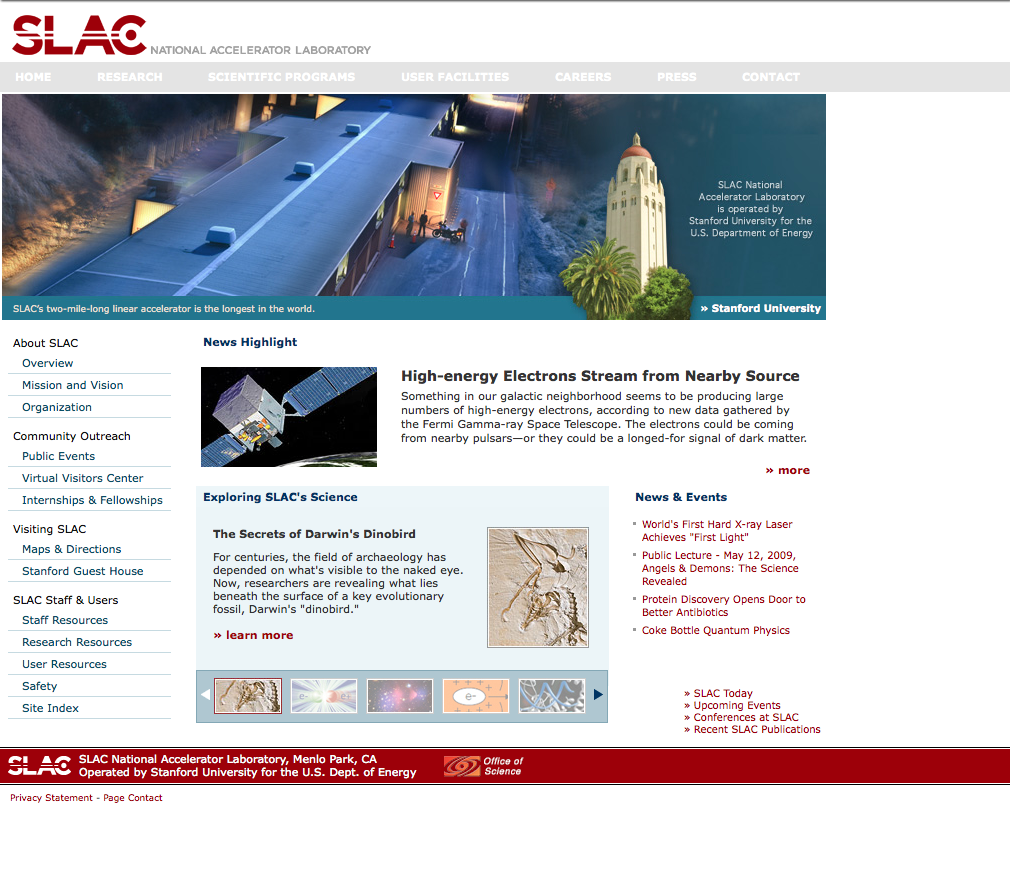 SLAC NATIONAL ACCELERATOR LABORATORY
HOME RESEARCH SCIENTIFIC PROGRAMS USER FACILITIES CAREERS PRESS CONTACT
SLAC National
Accelerator Laboratory
is operated by
Stanford University for the
U.S. Department of Energy
SLAC's two-mile-long linear accelerator is the longest in the world.
» Stanford University
About SLAC
Overview
Mission and Vision
Organization
Community Outreach
Public Events
Virtual Visitors Center
Internships & Fellowships
Visiting SLAC
Maps & Directions
Stanford Guest House
SLAC Staff & Users
Staff Resources
Research Resources
User Resources
Safety
Site Index
News Highlight
High-energy Electrons Stream from Nearby Source
Something in our galactic neighborhood seems to be producing large
numbers of high-energy electrons, according to new data gathered by
the Fermi Gamma-ray Space Telescope. The electrons could be coming
from nearby pulsars—or they could be a longed-for signal of dark matter.
» more
Exploring SLAC's Science
The Secrets of Darwin's Dinobird
For centuries, the field of archaeology has
depended on what's visible to the naked eye.
Now, researchers are revealing what lies
beneath the surface of a key evolutionary
fossil, Darwin's "dinobird."
» learn more
e- e+
e-
News & Events
World's First Hard X-ray Laser
Achieves "First Light"
Public Lecture - May 12, 2009,
Angels & Demons: The Science
Revealed
Protein Discovery Opens Door to
Better Antibiotics
Coke Bottle Quantum Physics
» SLAC Today
» Upcoming Events
» Conferences at SLAC
» Recent SLAC Publications
SLAC
SLAC National Accelerator Laboratory, Menlo Park, CA
Operated by Stanford University for the U.S. Dept. of Energy
Office of
Science
Privacy Statement - Page Contact